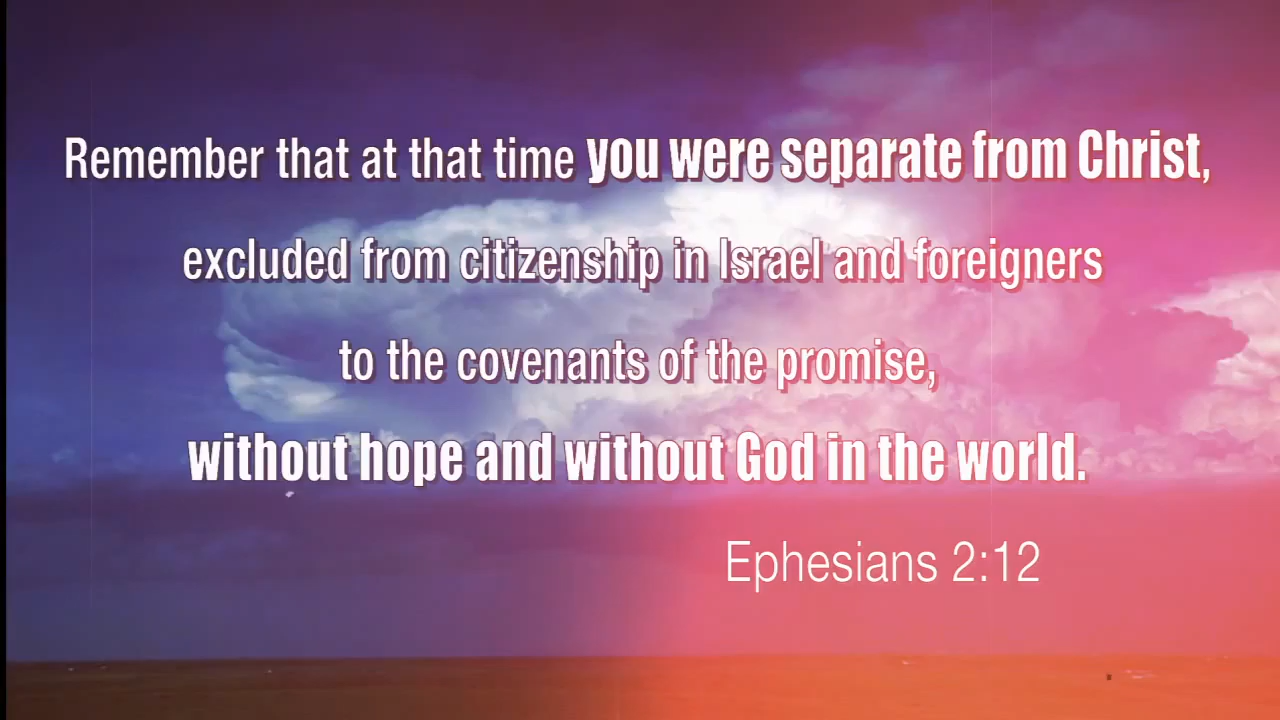 Remember that at that time you were separate from Christ,
excluded from citizenship in Israel and foreigners
to the covenants of the promise,
without hope and without God in the world.
Ephesians 2:12